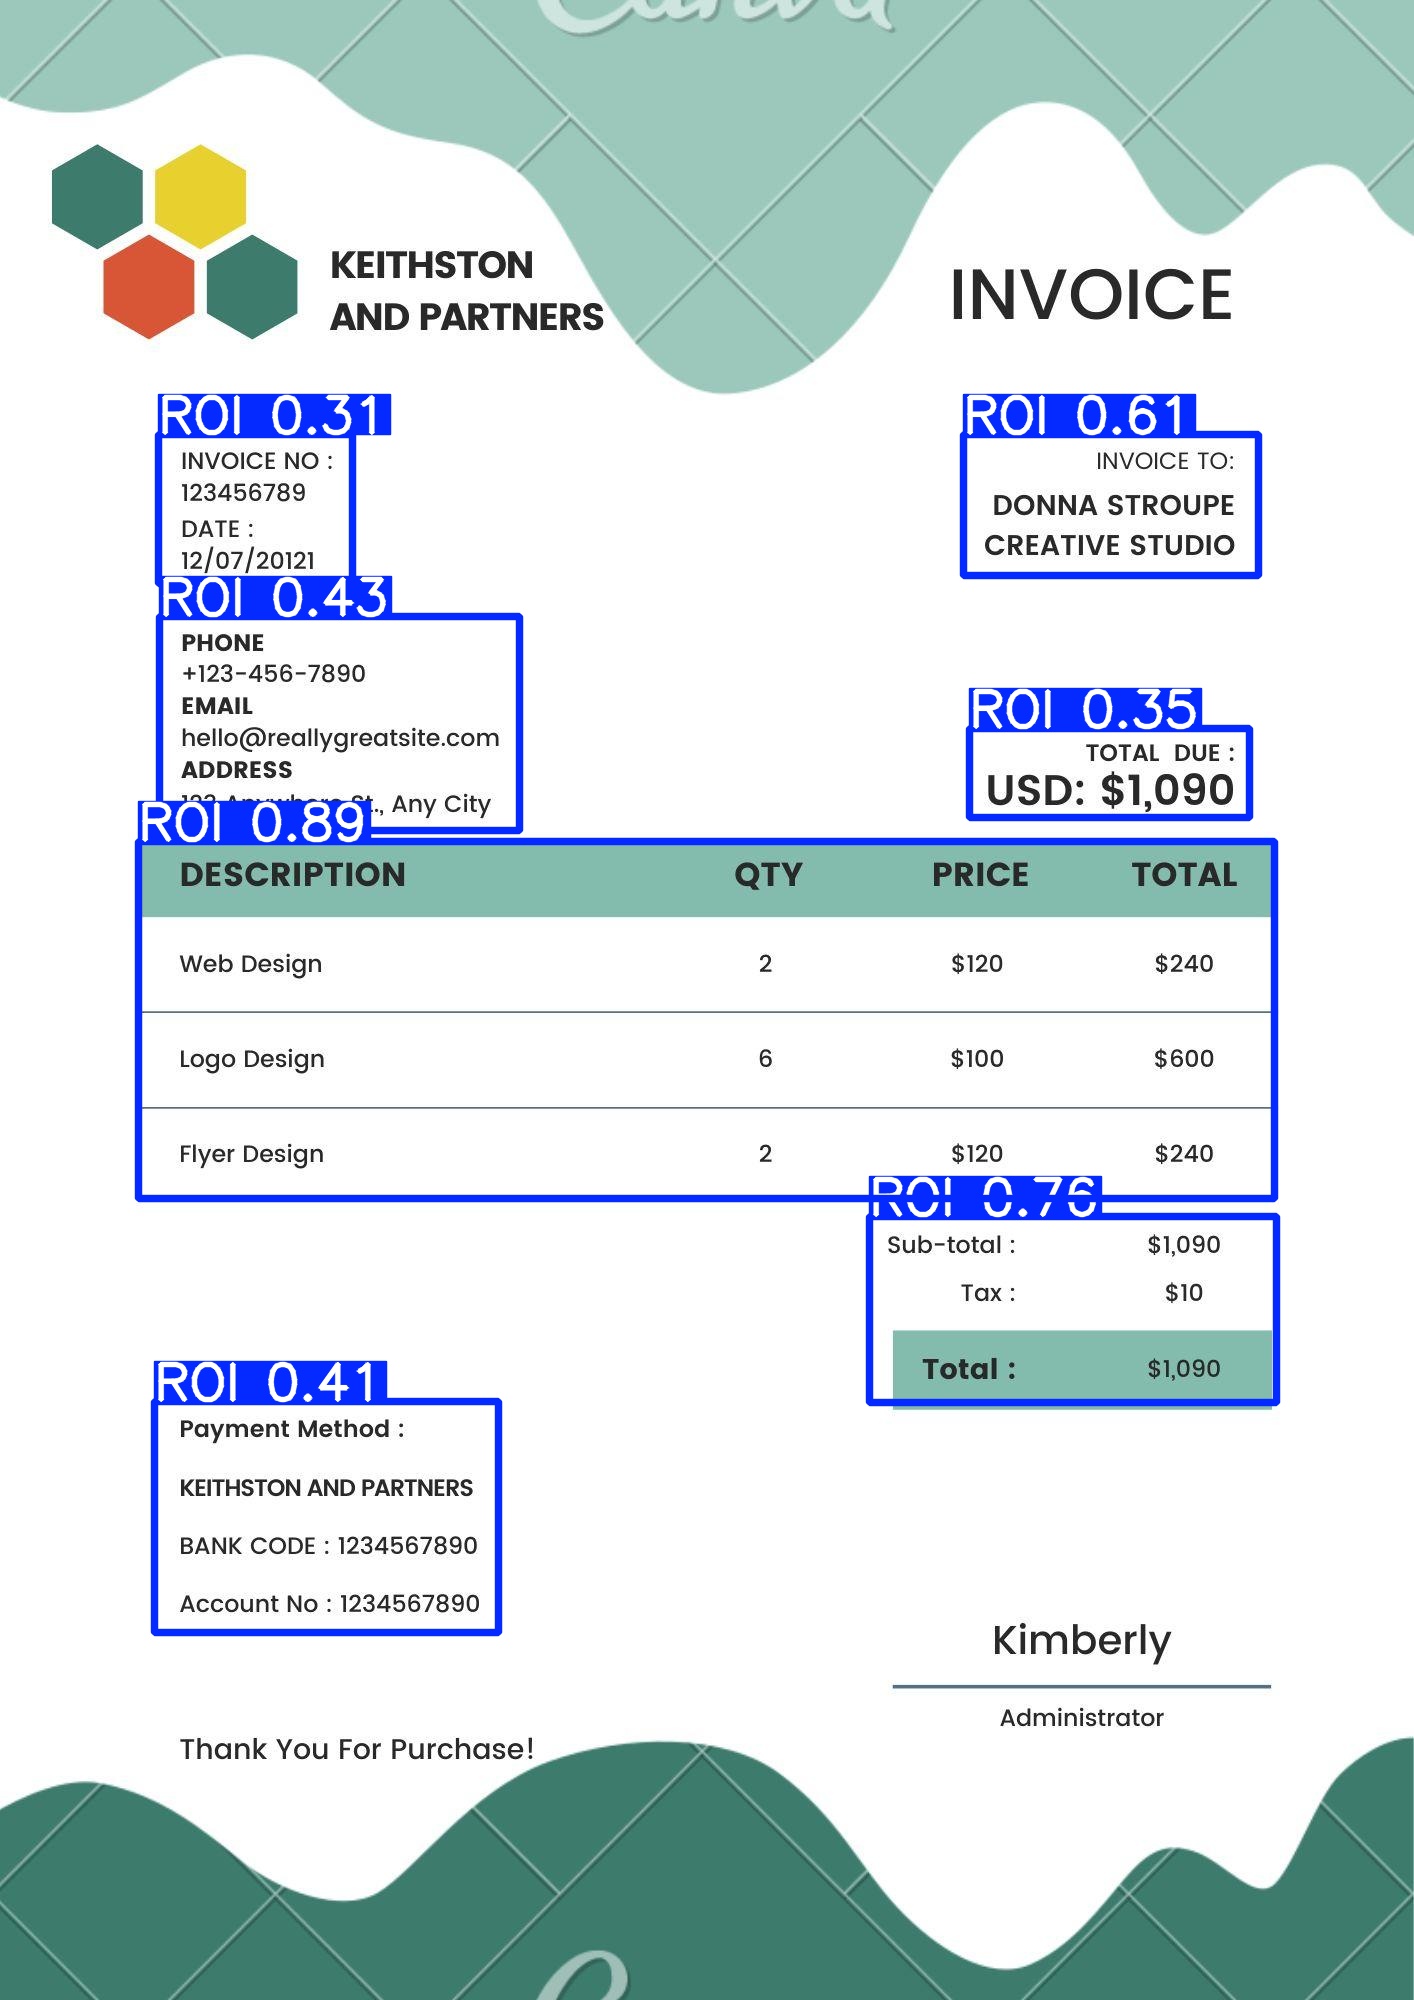 Canva
KEITHSTON
AND PARTNERS
INVOICE
ROI 0.31
INVOICE NO :
123456789
DATE :
12/07/20121
ROI 0.61
INVOICE TO:
DONNA STROUPE
CREATIVE STUDIO
ROI 0.43
PHONE
+123-456-7890
EMAIL
hello@reallygreatsite.com
ADDRESS
123 Anywhere St., Any City
ROI 0.35
TOTAL DUE :
USD: $1,090
ROI 0.89
DESCRIPTION QTY PRICE TOTAL
Web Design 2 $120 $240
Logo Design 6 $100 $600
Flyer Design 2 $120 $240
ROI 0.76
Sub-total : $1,090
Tax : $10
Total : $1,090
ROI 0.41
Payment Method :
KEITHSTON AND PARTNERS
BANK CODE : 1234567890
Account No : 1234567890
Kimberly
Administrator
Thank You For Purchase!